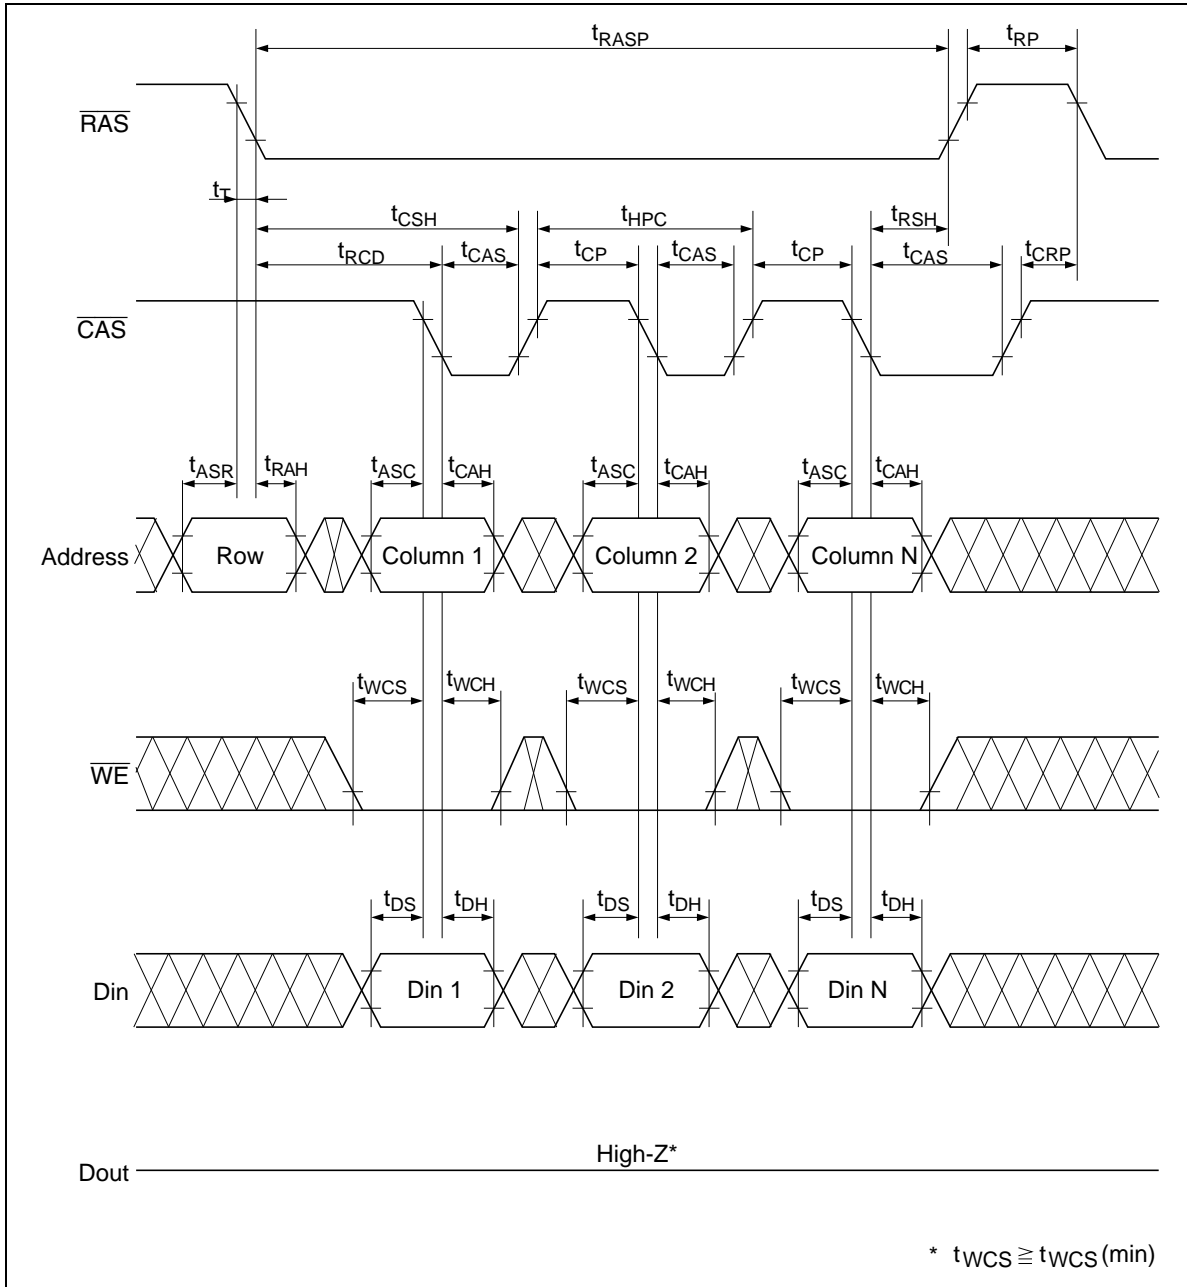 tRASP tRP
RAS
tT
tCSH tHPC tRSH
tRCD tCAS tCP tCAS tCP tCAS tCRP
CAS
tASR tRAH tASC tCAH tASC tCAH tASC tCAH
Address Row Column 1 Column 2 Column N
tWCS tWCH tWCS tWCH tWCS tWCH
WE
tDS tDH tDS tDH tDS tDH
Din Din 1 Din 2 Din N
High-Z*
Dout
* tWCS ≧ tWCS (min)